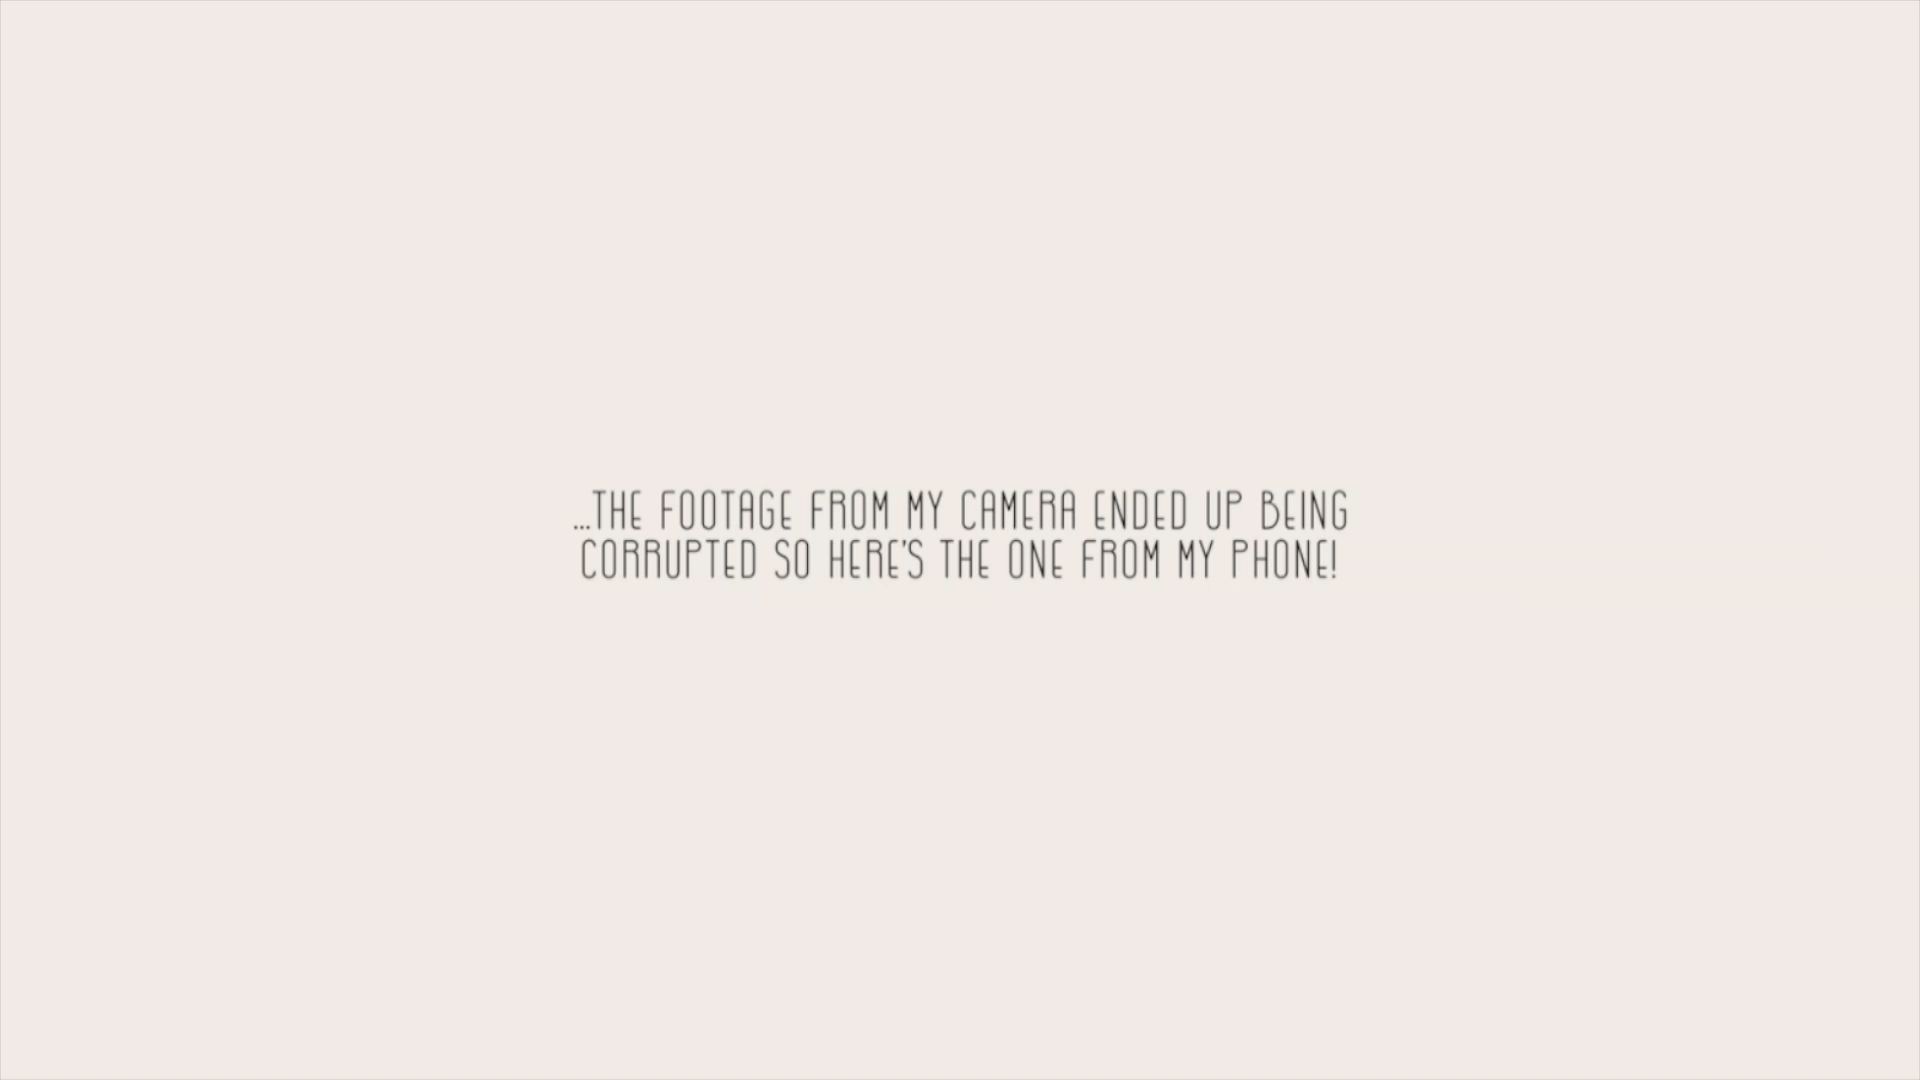 ...THE FOOTAGE FROM MY CAMERA ENDED UP BEING
CORRUPTED SO HERE'S THE ONE FROM MY PHONE!